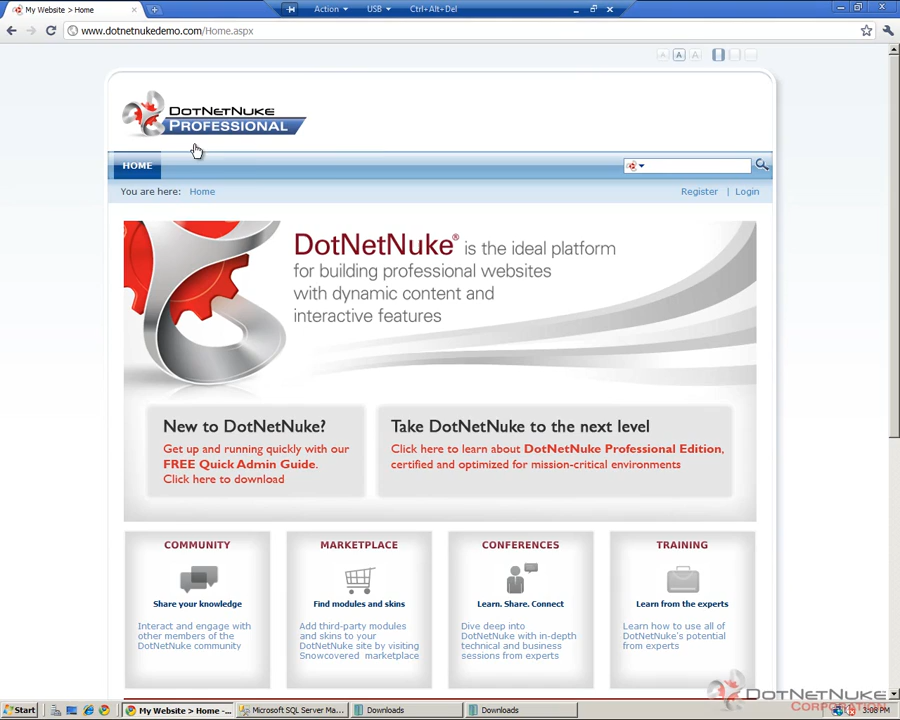 My Website > Home
Action
USB
Ctrl+Alt+Del
www.dotnetnukedemo.com/Home.aspx
A A A
DOTNETNUKE
PROFESSIONAL
HOME
You are here: Home
Register | Login
DotNetNuke® is the ideal platform
for building professional websites
with dynamic content and
interactive features
New to DotNetNuke?
Get up and running quickly with our
FREE Quick Admin Guide.
Click here to download
Take DotNetNuke to the next level
Click here to learn about DotNetNuke Professional Edition,
certified and optimized for mission-critical environments
COMMUNITY
Share your knowledge
Interact and engage with
other members of the
DotNetNuke community
MARKETPLACE
Find modules and skins
Add third-party modules
and skins to your
DotNetNuke site by visiting
Snowcovered marketplace
CONFERENCES
Learn. Share. Connect
Dive deep into
DotNetNuke with in-depth
technical and business
sessions from experts
TRAINING
Learn from the experts
Learn how to use all of
DotNetNuke's potential
from experts
DOTNETNUKE
CORPORATION
Start
My Website > Home -...
Microsoft SQL Server Ma...
Downloads
Downloads
3:08 PM